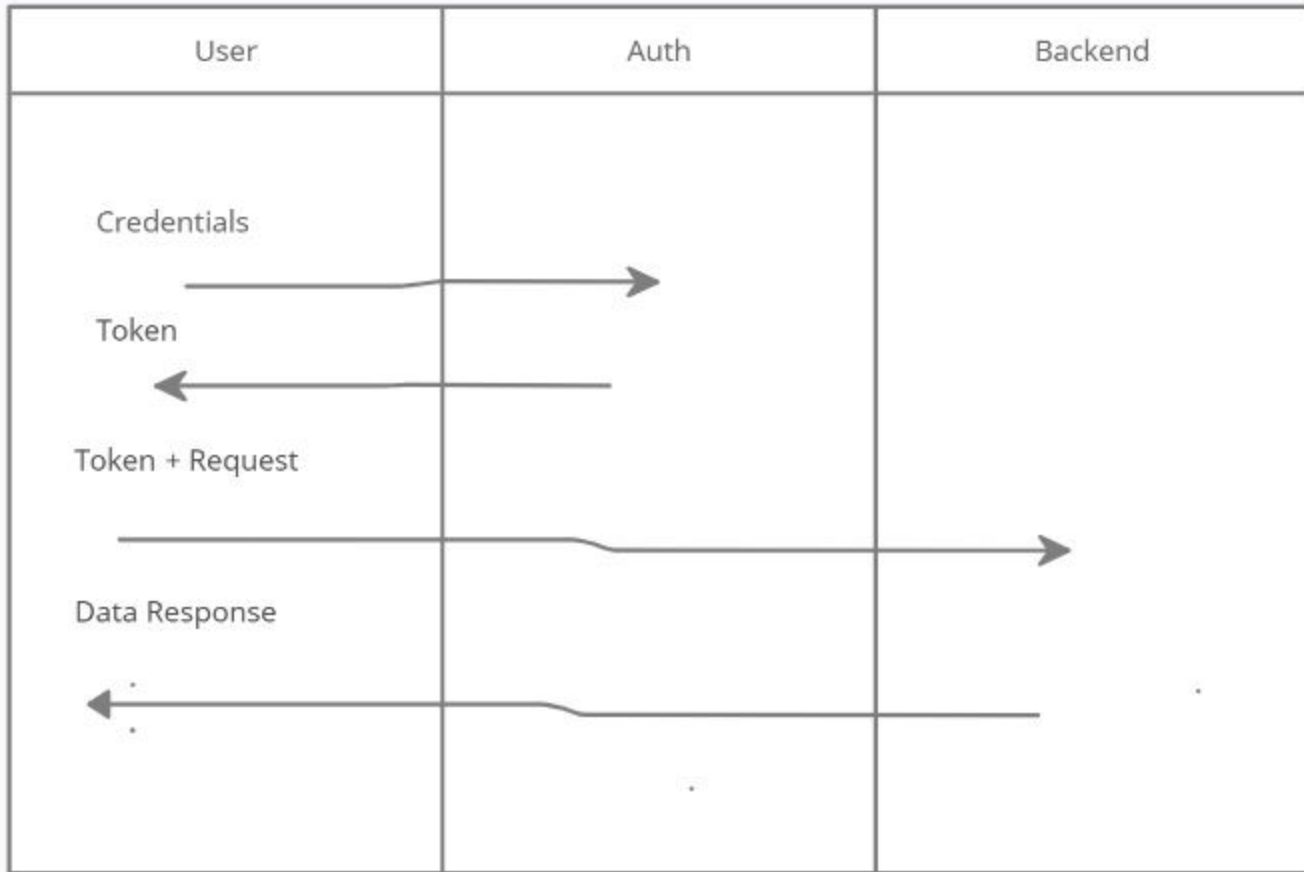 User
Auth
Backend
Credentials
Token
Token + Request
Data Response